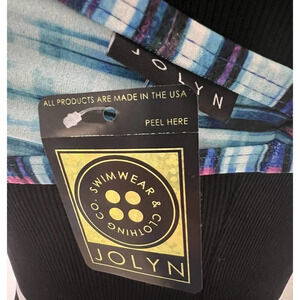 JOLYN
ALL PRODUCTS ARE MADE IN THE USA
PEEL HERE
SWIMWEAR &
CLOTHING CO.
JOLYN